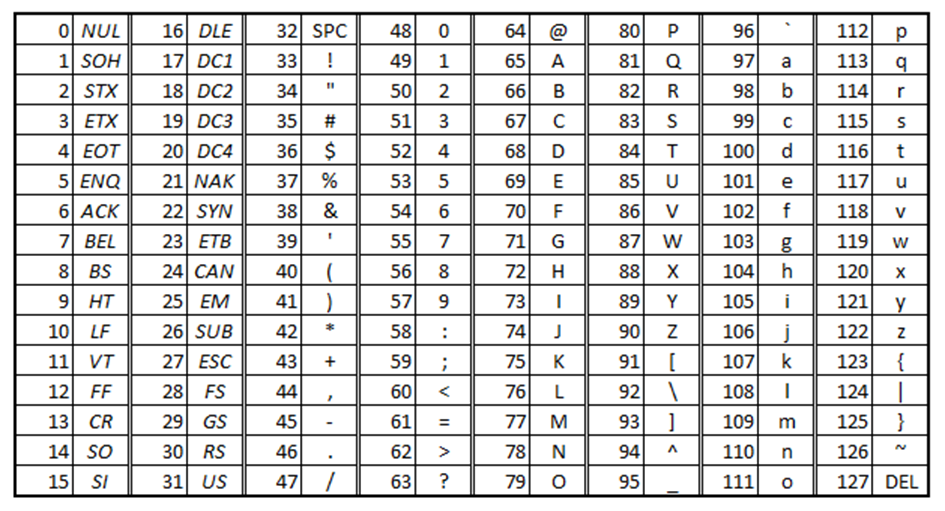 0 NUL 16 DLE 32 SPC 48 0 64 @ 80 P 96 ` 112 p
1 SOH 17 DC1 33 ! 49 1 65 A 81 Q 97 a 113 q
2 STX 18 DC2 34 " 50 2 66 B 82 R 98 b 114 r
3 ETX 19 DC3 35 # 51 3 67 C 83 S 99 c 115 s
4 EOT 20 DC4 36 $ 52 4 68 D 84 T 100 d 116 t
5 ENQ 21 NAK 37 % 53 5 69 E 85 U 101 e 117 u
6 ACK 22 SYN 38 & 54 6 70 F 86 V 102 f 118 v
7 BEL 23 ETB 39 ' 55 7 71 G 87 W 103 g 119 w
8 BS 24 CAN 40 ( 56 8 72 H 88 X 104 h 120 x
9 HT 25 EM 41 ) 57 9 73 I 89 Y 105 i 121 y
10 LF 26 SUB 42 * 58 : 74 J 90 Z 106 j 122 z
11 VT 27 ESC 43 + 59 ; 75 K 91 [ 107 k 123 {
12 FF 28 FS 44 , 60 < 76 L 92 \ 108 l 124 |
13 CR 29 GS 45 - 61 = 77 M 93 ] 109 m 125 }
14 SO 30 RS 46 . 62 > 78 N 94 ^ 110 n 126 ~
15 SI 31 US 47 / 63 ? 79 O 95 _ 111 o 127 DEL